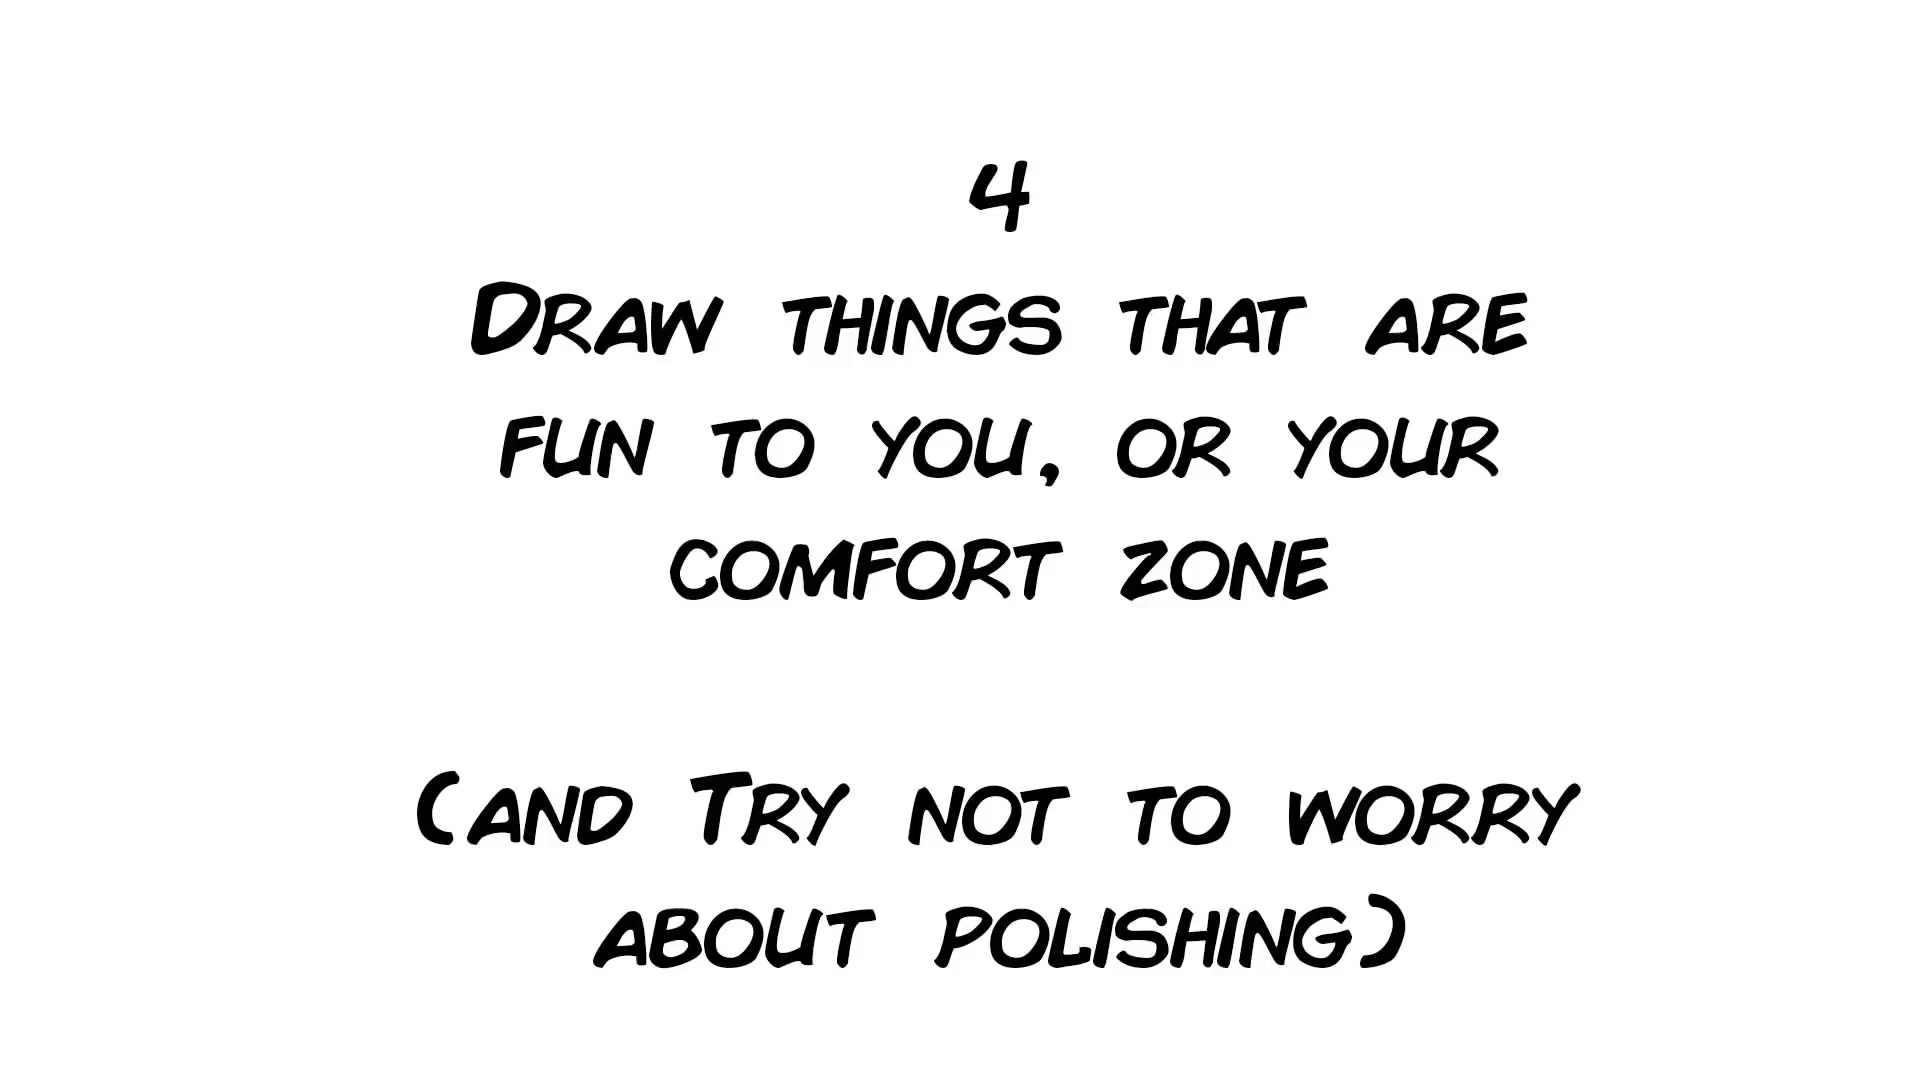 4
Draw things that are
fun to you, or your
comfort zone
(and Try not to worry
about polishing)